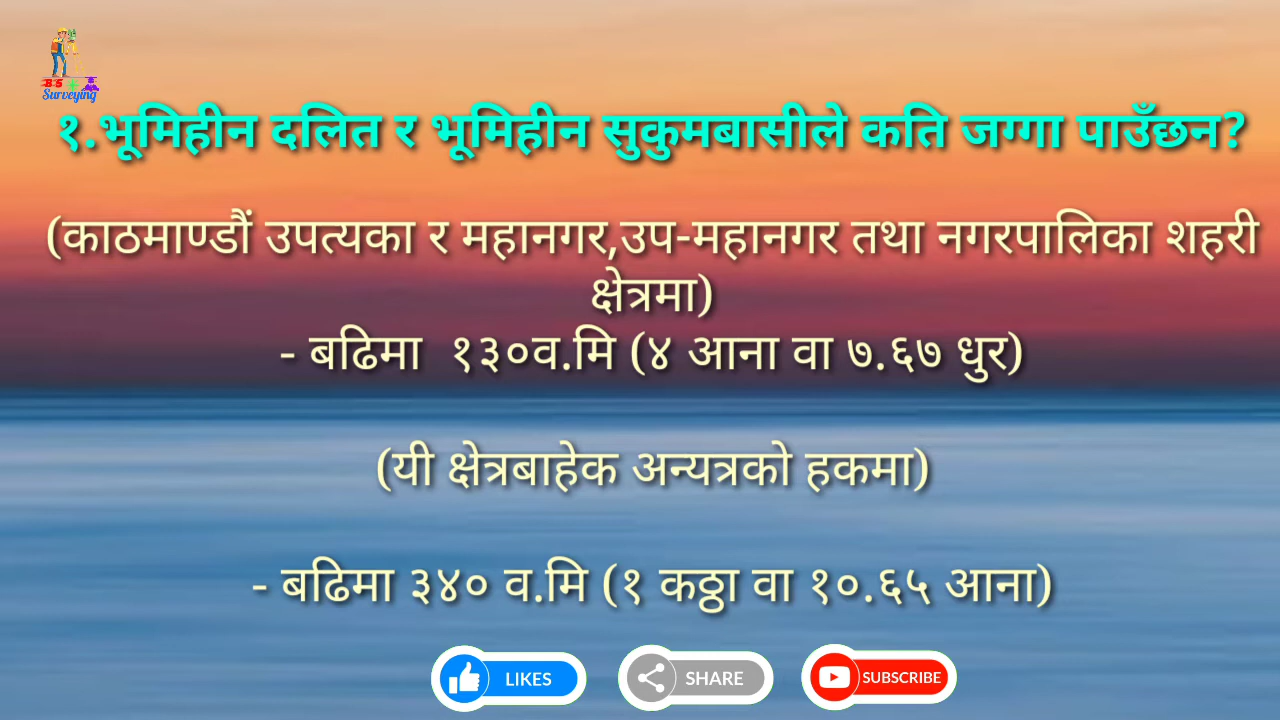 BS
Surveying
१.भूमिहीन दलित र भूमिहीन सुकुमबासीले कति जग्गा पाउँछन?
(काठमाण्डौं उपत्यका र महानगर,उप-महानगर तथा नगरपालिका शहरी
क्षेत्रमा)
- बढिमा १३०व.मि (४ आना वा ७.६७ धुर)
(यी क्षेत्रबाहेक अन्यत्रको हकमा)
- बढिमा ३४० व.मि (१ कठ्ठा वा १०.६५ आना)
LIKES
SHARE
SUBSCRIBE